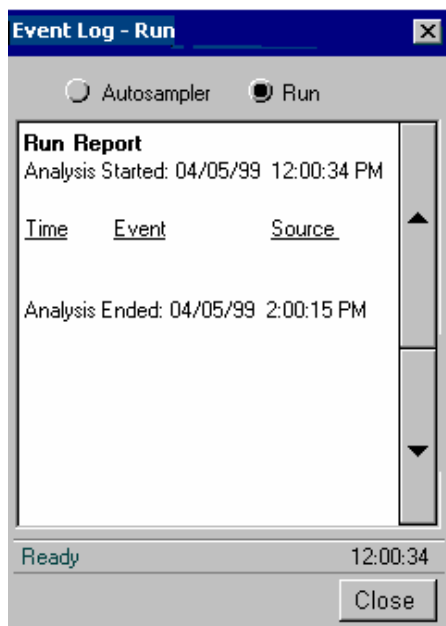 Event Log - Run
Autosampler Run
Run Report
Analysis Started: 04/05/99 12:00:34 PM
Time Event Source
Analysis Ended: 04/05/99 2:00:15 PM
Ready 12:00:34
Close